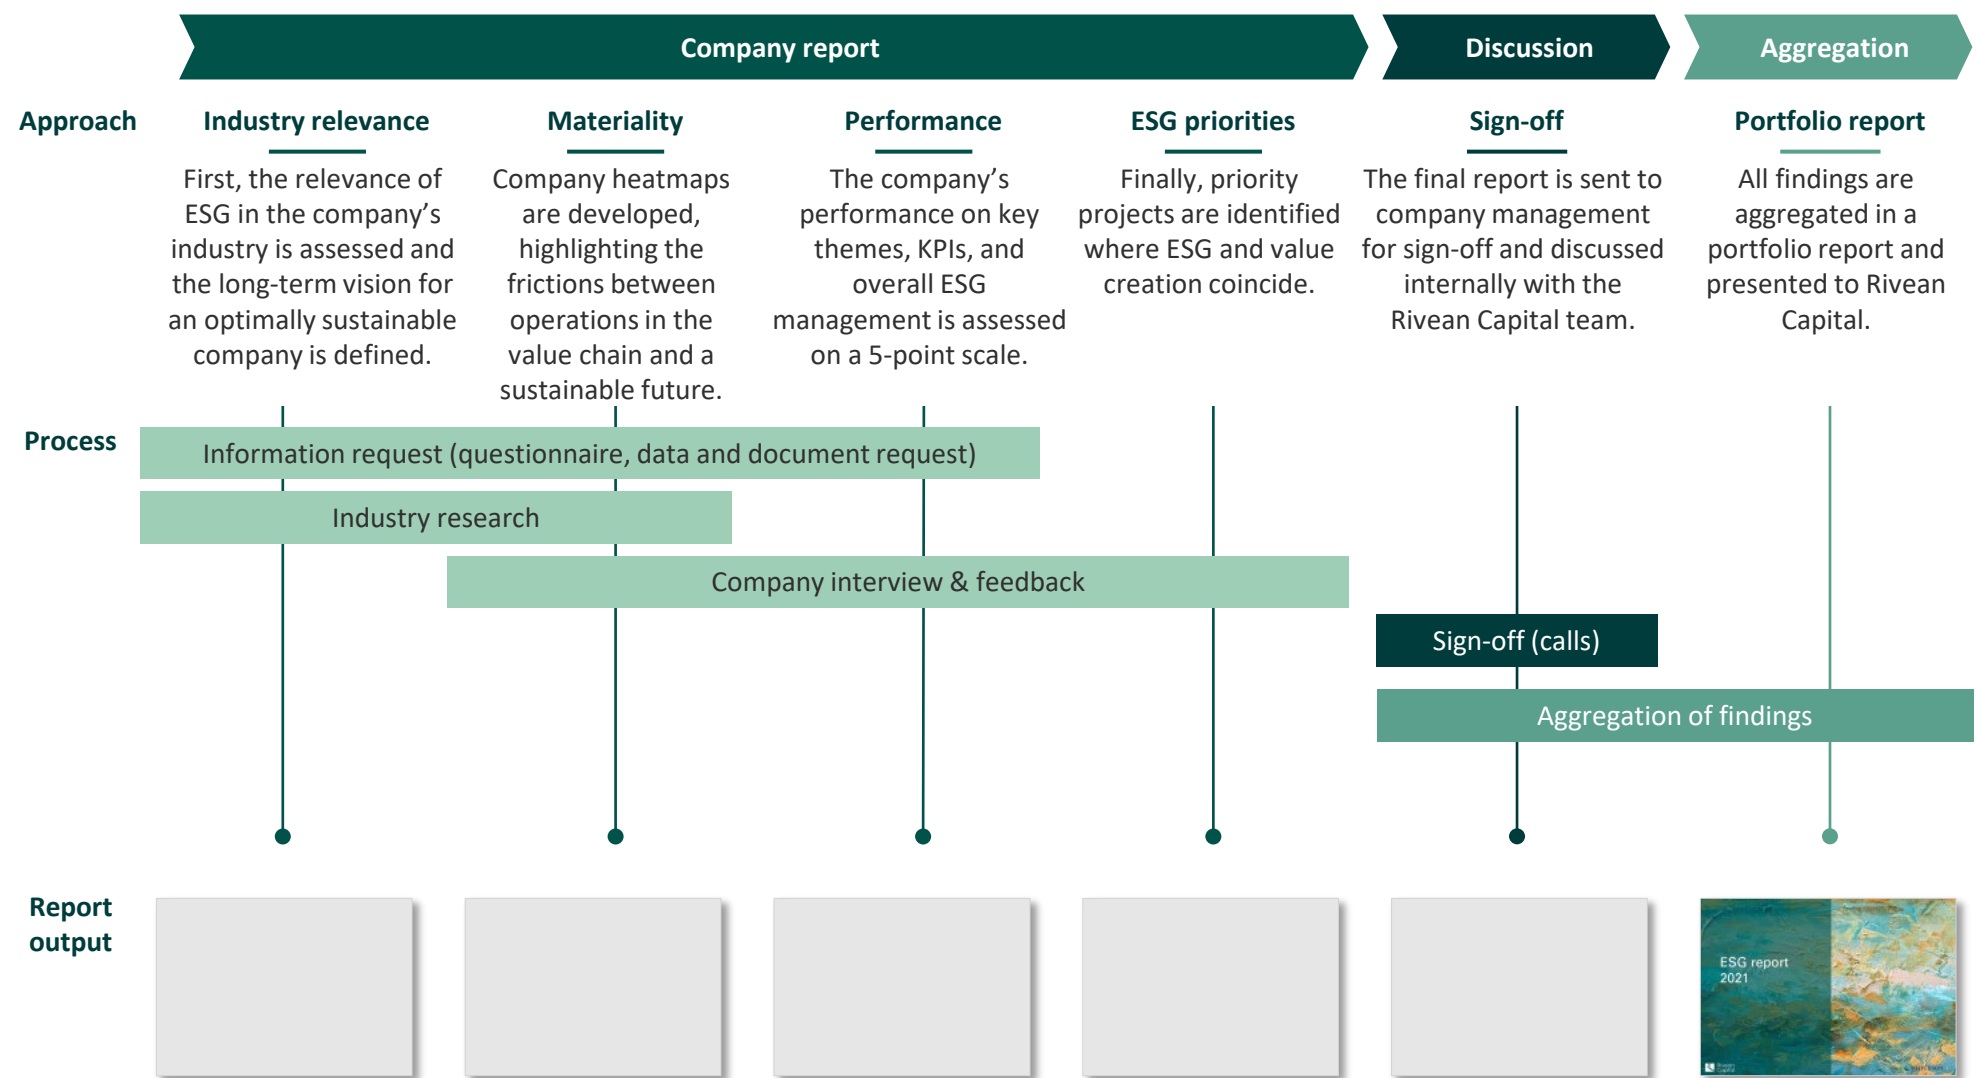 Company report
Discussion
Aggregation
Approach
Industry relevance
First, the relevance of
ESG in the company’s
industry is assessed and
the long-term vision for
an optimally sustainable
company is defined.
Materiality
Company heatmaps
are developed,
highlighting the
frictions between
operations in the
value chain and a
sustainable future.
Performance
The company’s
performance on key
themes, KPIs, and
overall ESG
management is assessed
on a 5-point scale.
ESG priorities
Finally, priority
projects are identified
where ESG and value
creation coincide.
Sign-off
The final report is sent to
company management
for sign-off and discussed
internally with the
Rivean Capital team.
Portfolio report
All findings are
aggregated in a
portfolio report and
presented to Rivean
Capital.
Process
Information request (questionnaire, data and document request)
Industry research
Company interview & feedback
Sign-off (calls)
Aggregation of findings
Report
output
ESG report
2021
Rivean
Capital